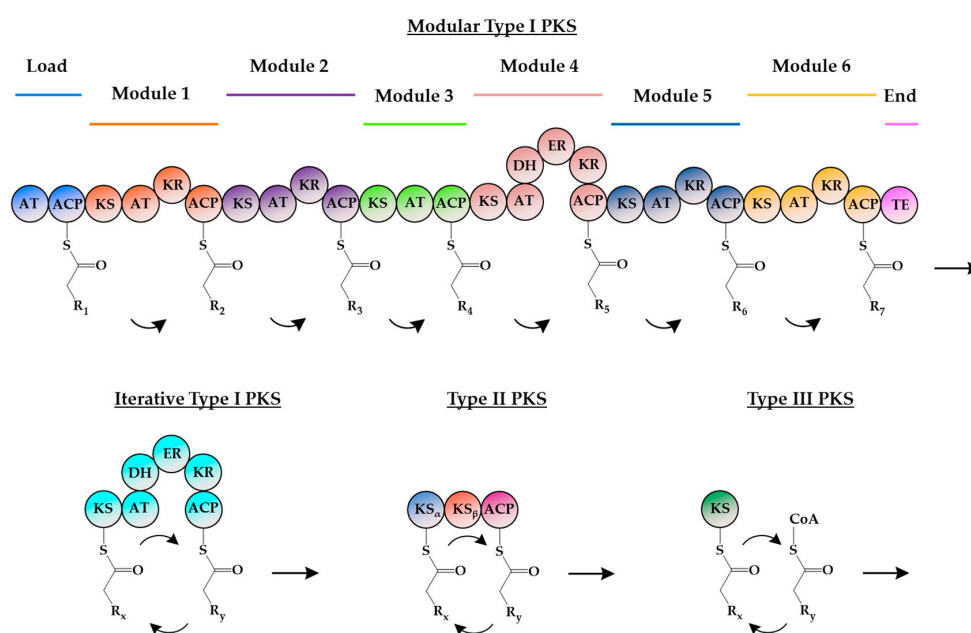 Modular Type I PKS
Load Module 1 Module 2 Module 3 Module 4 Module 5 Module 6 End
AT ACP KS AT KR ACP KS AT KR ACP KS AT ACP KS AT DH ER KR ACP KS AT KR ACP KS AT KR ACP TE
S S S S S S S
O O O O O O O
R1 R2 R3 R4 R5 R6 R7
Iterative Type I PKS Type II PKS Type III PKS
KS AT DH ER KR ACP KSα KSβ ACP KS CoA
S S S S S S
O O O O O O
Rx Ry Rx Ry Rx Ry